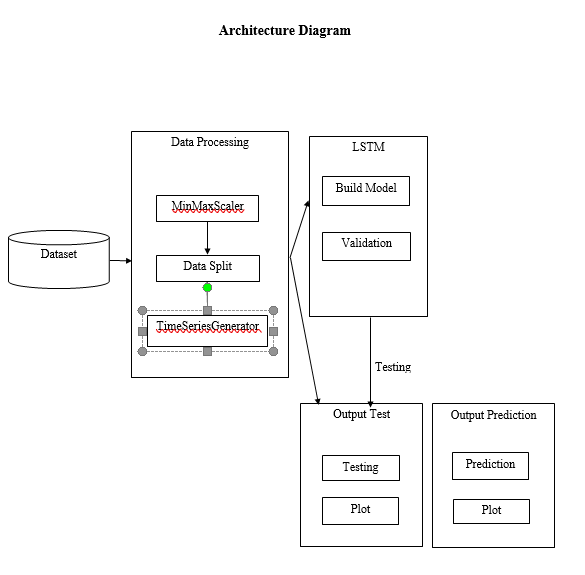 Architecture Diagram
Data Processing
MinMaxScaler
Data Split
TimeSeriesGenerator
Dataset
LSTM
Build Model
Validation
Testing
Output Test
Testing
Plot
Output Prediction
Prediction
Plot